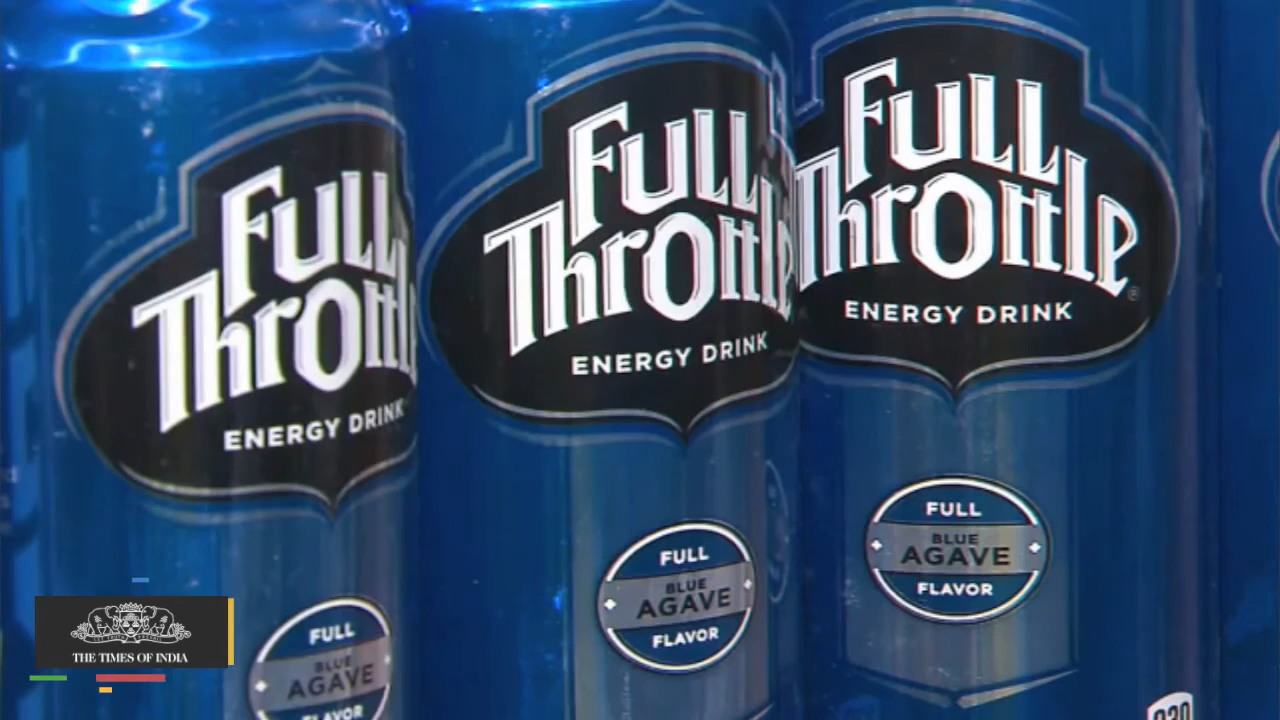 FULL
THROTTLE
ENERGY DRINK
FULL
BLUE
AGAVE
FLAVOR
FULL
THROTTLE
ENERGY DRINK
FULL
BLUE
AGAVE
FLAVOR
FULL
THROTTLE®
ENERGY DRINK
FULL
BLUE
AGAVE
FLAVOR
THE TIMES OF INDIA